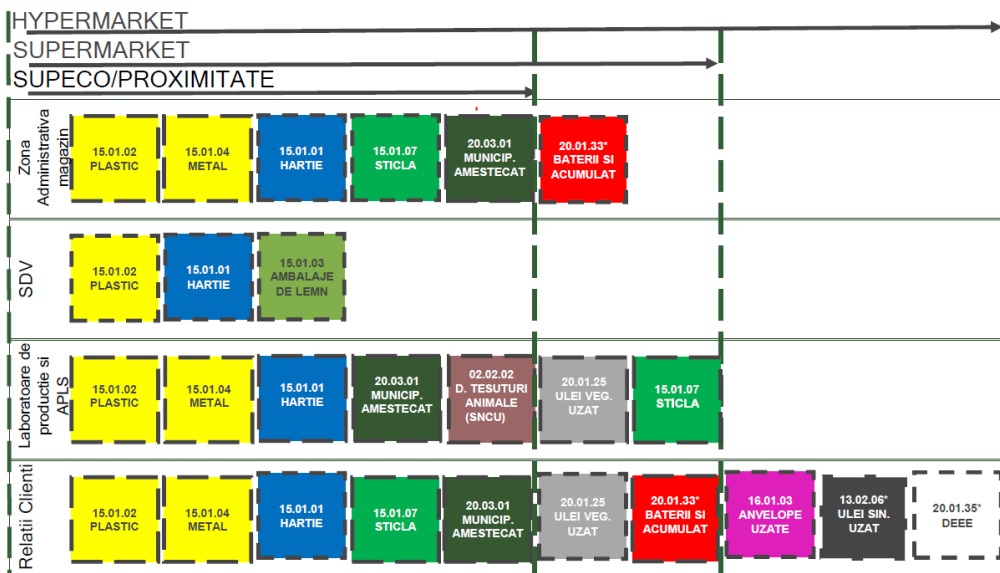 HYPERMARKET
SUPERMARKET
SUPECO/PROXIMITATE
Zona
Administrativa
magazin
15.01.02
PLASTIC
15.01.04
METAL
15.01.01
HARTIE
15.01.07
STICLA
20.03.01
MUNICIP.
AMESTECAT
20.01.33*
BATERII SI
ACUMULAT
SDV
15.01.02
PLASTIC
15.01.01
HARTIE
15.01.03
AMBALAJE
DE LEMN
Laboratoare de
productie si
APLS
15.01.02
PLASTIC
15.01.04
METAL
15.01.01
HARTIE
20.03.01
MUNICIP.
AMESTECAT
02.02.02
D. TESUTURI
ANIMALE
(SNCU)
20.01.25
ULEI VEG.
UZAT
15.01.07
STICLA
Relatii Clienti
15.01.02
PLASTIC
15.01.04
METAL
15.01.01
HARTIE
15.01.07
STICLA
20.03.01
MUNICIP.
AMESTECAT
20.01.25
ULEI VEG.
UZAT
20.01.33*
BATERII SI
ACUMULAT
16.01.03
ANVELOPE
UZATE
13.02.06*
ULEI SIN.
UZAT
20.01.35*
DEEE